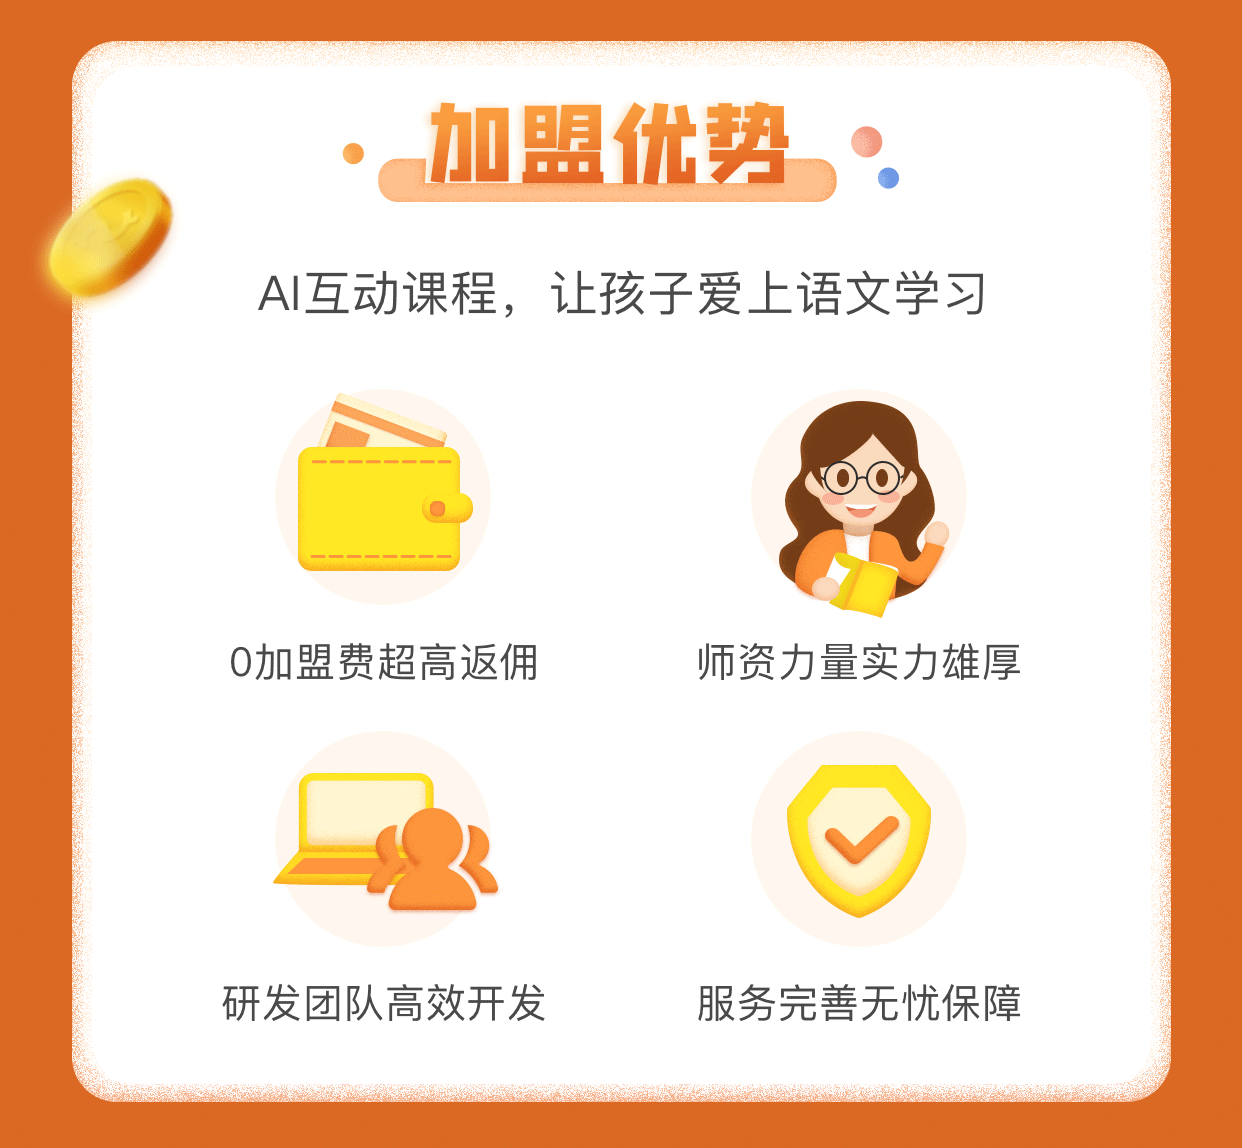 加盟优势
AI互动课程，让孩子爱上语文学习
0加盟费超高返佣
师资力量实力雄厚
研发团队高效开发
服务完善无忧保障